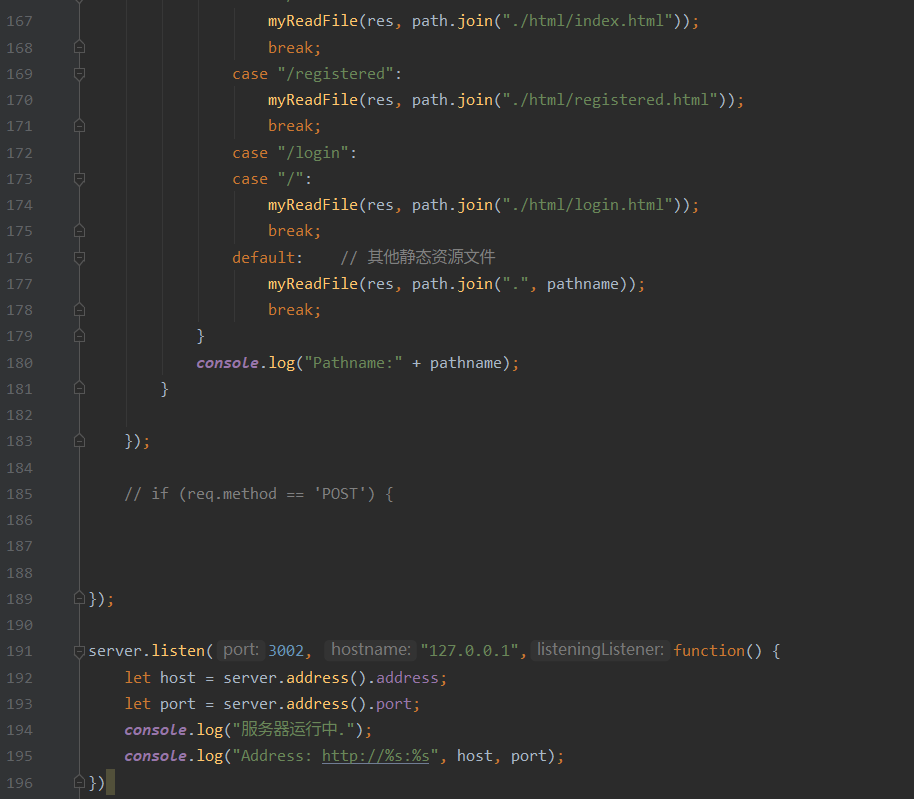 167 myReadFile(res, path.join("./html/index.html"));
168 break;
169 case "/registered":
170 myReadFile(res, path.join("./html/registered.html"));
171 break;
172 case "/login":
173 case "/":
174 myReadFile(res, path.join("./html/login.html"));
175 break;
176 default: // 其他静态资源文件
177 myReadFile(res, path.join(".", pathname));
178 break;
179 }
180 console.log("Pathname:" + pathname);
181 }
182
183 });
184
185 // if (req.method == 'POST') {
186
187
188
189 });
190
191 server.listen( port: 3002, hostname: "127.0.0.1", listeningListener: function() {
192 let host = server.address().address;
193 let port = server.address().port;
194 console.log("服务器运行中.");
195 console.log("Address: http://%s:%s", host, port);
196 })